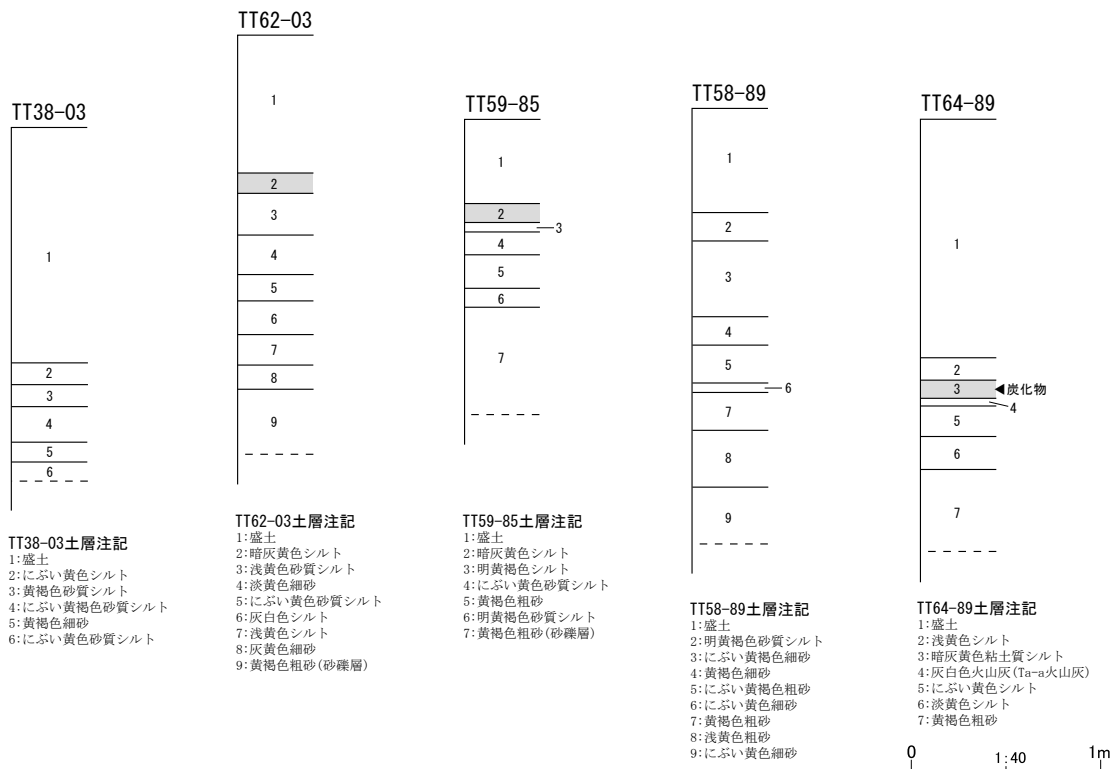 TT38-03
1
2
3
4
5
6
TT38-03土層注記
1:盛土
2:にぶい黄色シルト
3:黄褐色砂質シルト
4:にぶい黄褐色砂質シルト
5:黄褐色細砂
6:にぶい黄色砂質シルト
TT62-03
1
2
3
4
5
6
7
8
9
TT62-03土層注記
1:盛土
2:暗灰黄色シルト
3:浅黄色砂質シルト
4:淡黄色細砂
5:にぶい黄色砂質シルト
6:灰白色シルト
7:浅黄色シルト
8:灰黄色細砂
9:黄褐色粗砂(砂礫層)
TT59-85
1
2
3
4
5
6
7
TT59-85土層注記
1:盛土
2:暗灰黄色シルト
3:明黄褐色シルト
4:にぶい黄色砂質シルト
5:黄褐色粗砂
6:明黄褐色砂質シルト
7:黄褐色粗砂(砂礫層)
TT58-89
1
2
3
4
5
6
7
8
9
TT58-89土層注記
1:盛土
2:明黄褐色砂質シルト
3:にぶい黄褐色細砂
4:黄褐色細砂
5:にぶい黄褐色粗砂
6:にぶい黄色細砂
7:黄褐色粗砂
8:浅黄色粗砂
9:にぶい黄色細砂
TT64-89
1
2
3 ◀炭化物
4
5
6
7
TT64-89土層注記
1:盛土
2:浅黄色シルト
3:暗灰黄色粘土質シルト
4:灰白色火山灰(Ta-a火山灰)
5:にぶい黄色シルト
6:淡黄色シルト
7:黄褐色粗砂
0 1:40 1m